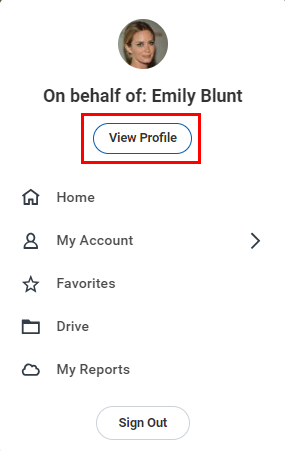 On behalf of: Emily Blunt
View Profile
Home
My Account
Favorites
Drive
My Reports
Sign Out